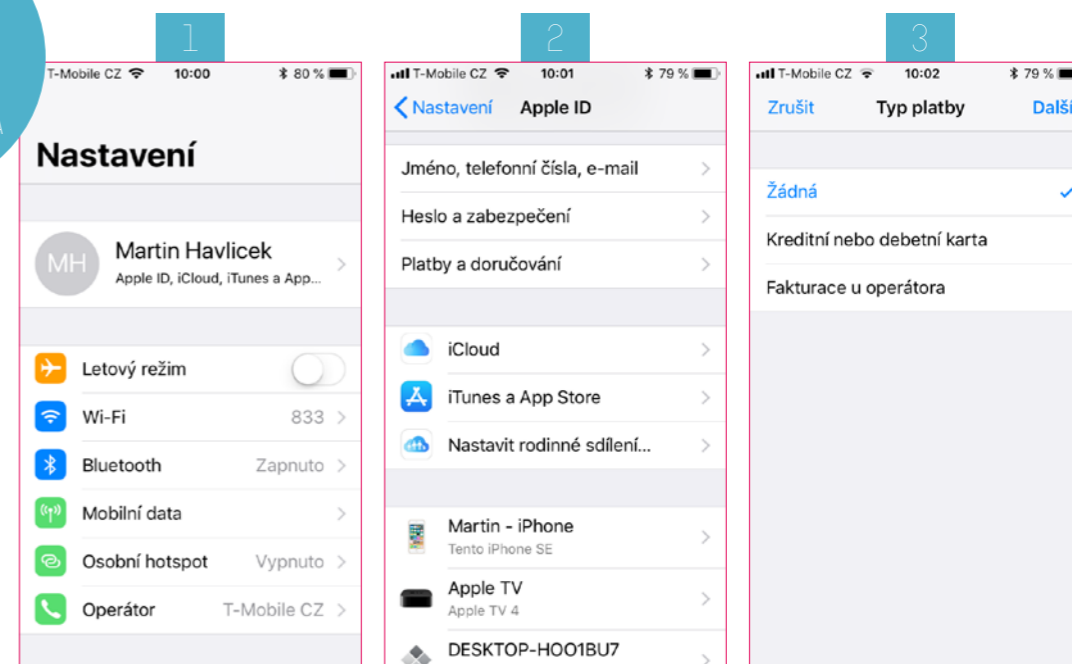 1
T-Mobile CZ 10:00 80 %
Nastavení
MH
Martin Havlicek
Apple ID, iCloud, iTunes a App...
Letový režim
Wi-Fi 833
Bluetooth Zapnuto
Mobilní data
Osobní hotspot Vypnuto
Operátor T-Mobile CZ
2
T-Mobile CZ 10:01 79 %
Nastavení Apple ID
Jméno, telefonní čísla, e-mail
Heslo a zabezpečení
Platby a doručování
iCloud
iTunes a App Store
Nastavit rodinné sdílení...
Martin - iPhone
Tento iPhone SE
Apple TV
Apple TV 4
DESKTOP-HOO1BU7
3
T-Mobile CZ 10:02 79 %
Zrušit Typ platby Další
Žádná
Kreditní nebo debetní karta
Fakturace u operátora